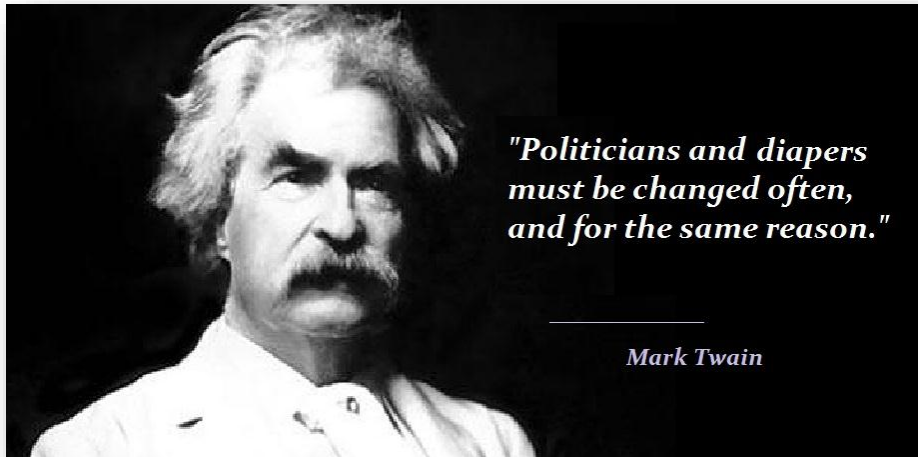 "Politicians and diapers
must be changed often,
and for the same reason."
Mark Twain